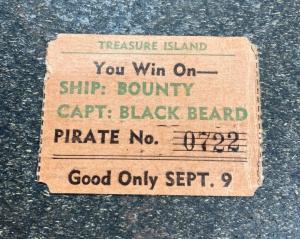 TREASURE ISLAND
You Win On—
SHIP: BOUNTY
CAPT: BLACK BEARD
PIRATE No. 0722
Good Only SEPT. 9